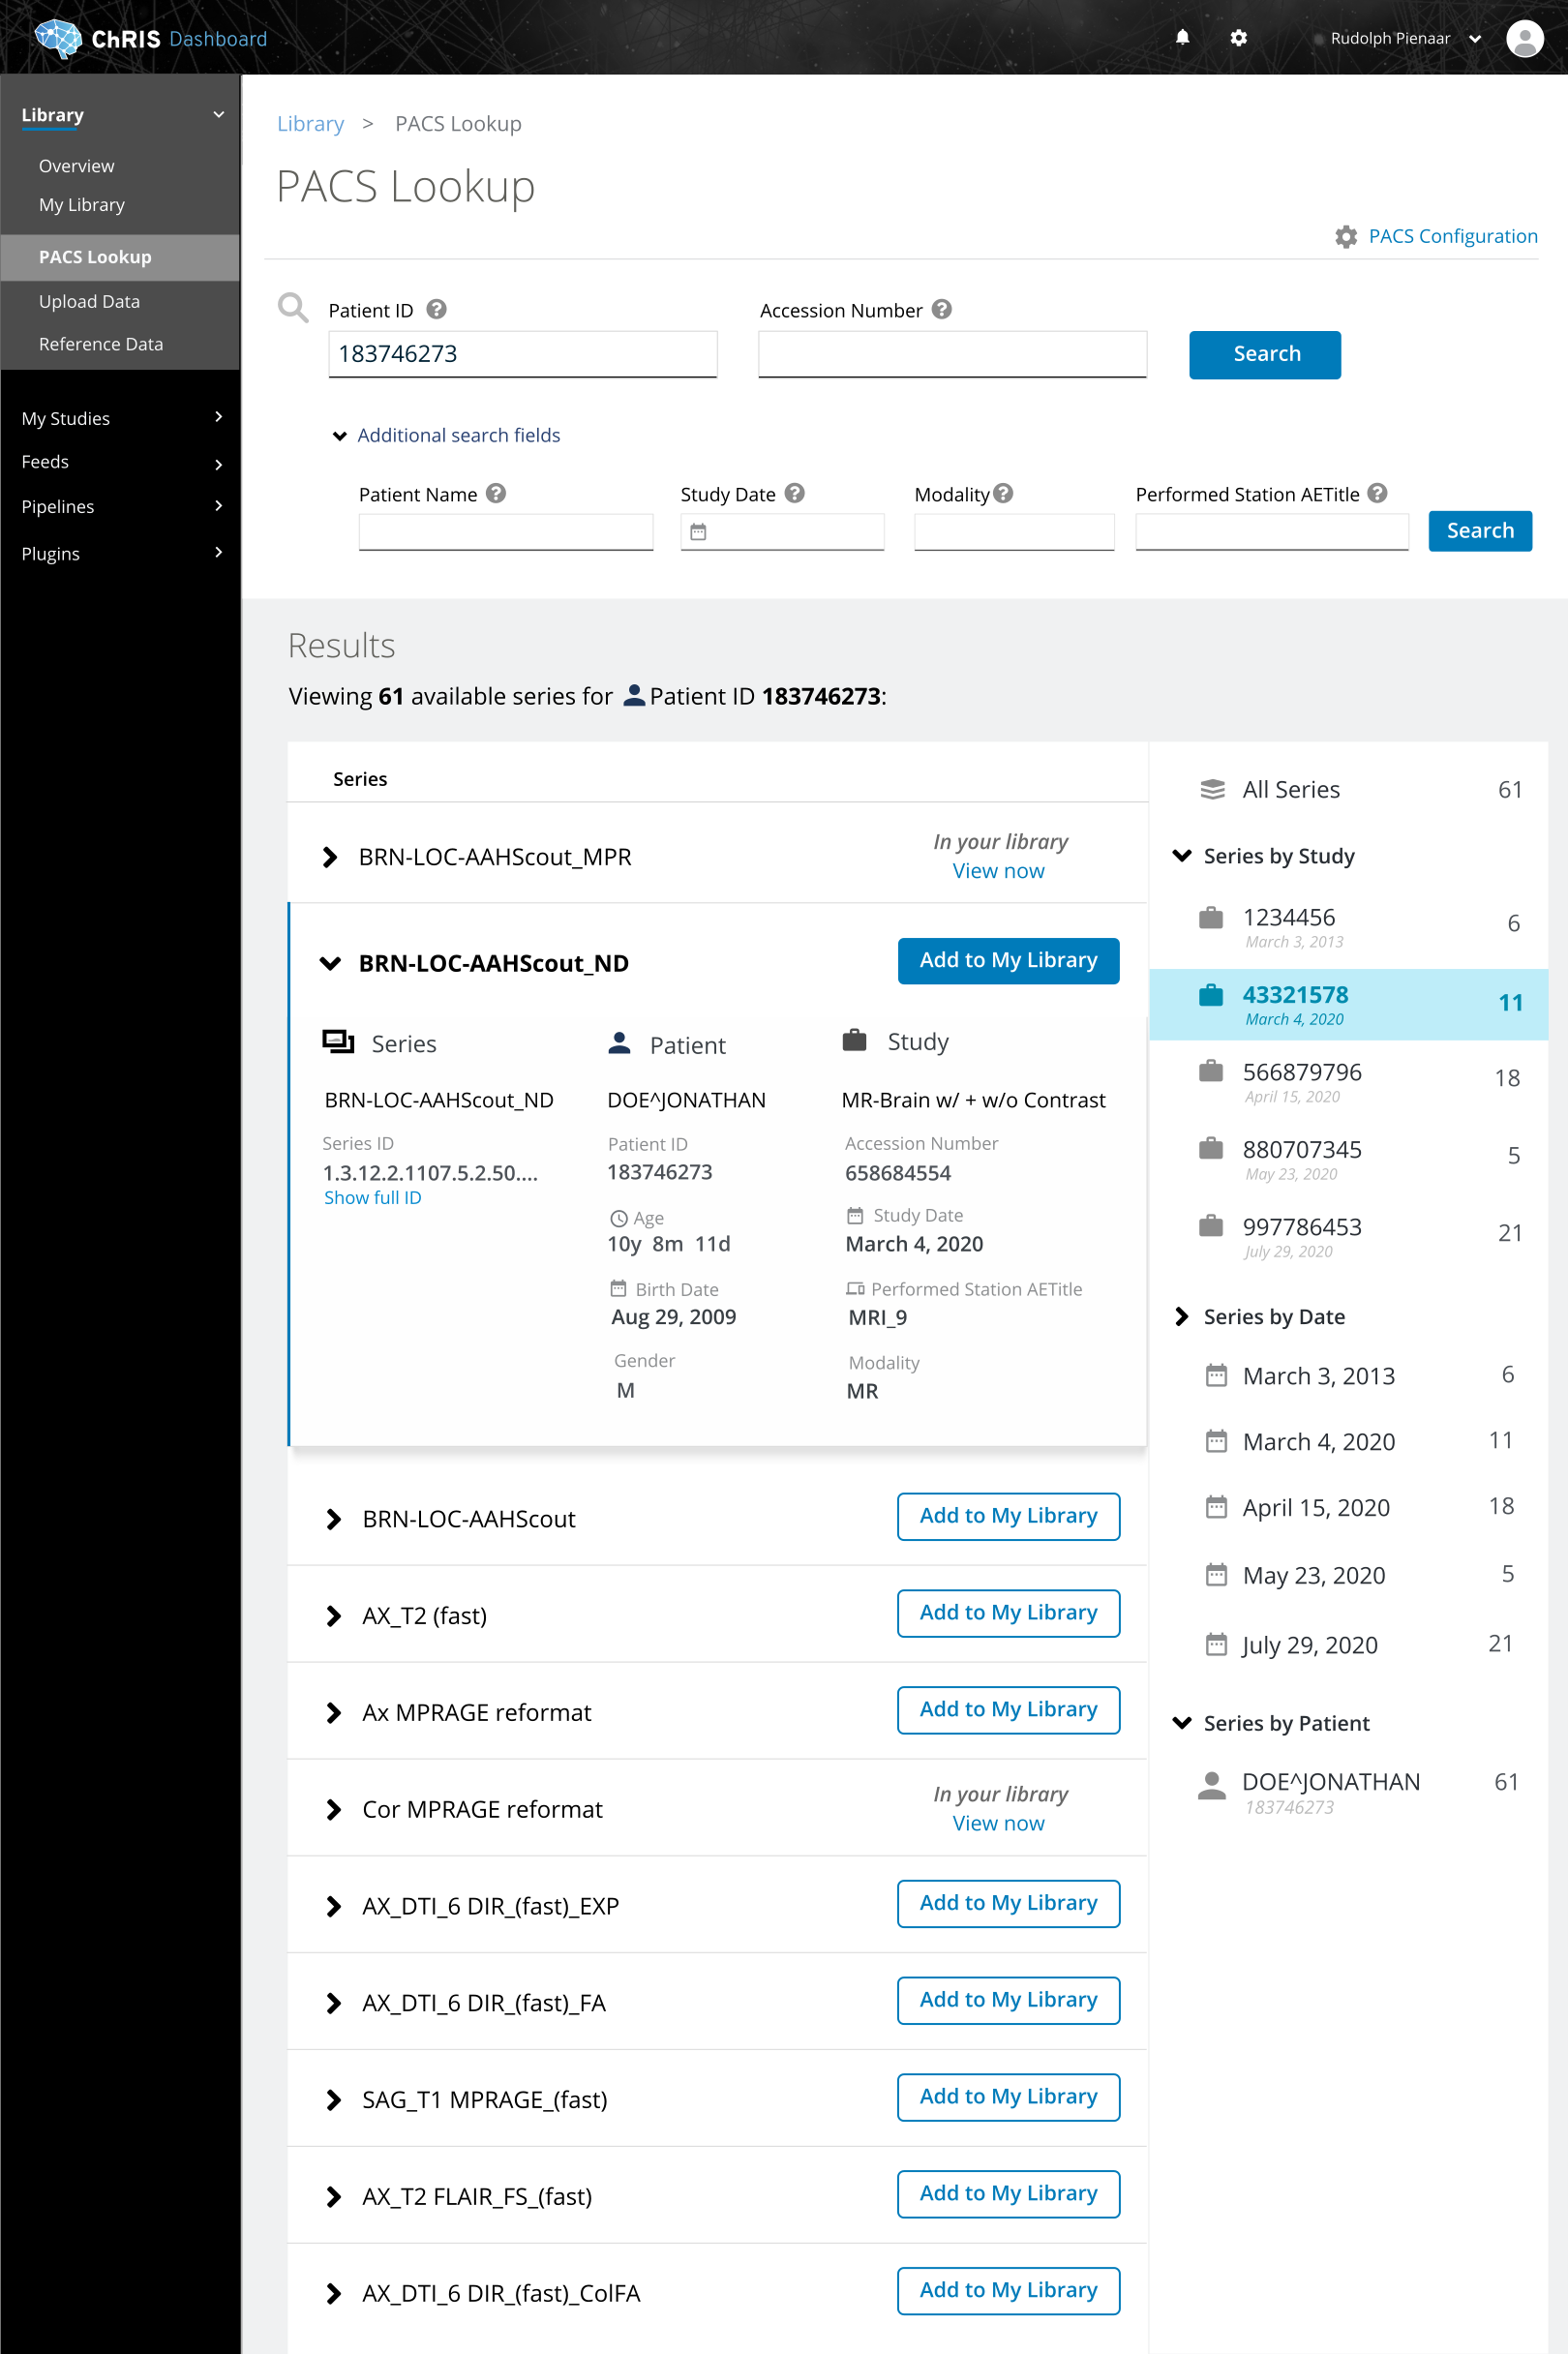 ChRIS Dashboard
Rudolph Pienaar
Library
Overview
My Library
PACS Lookup
Upload Data
Reference Data
My Studies
Feeds
Pipelines
Plugins
Library > PACS Lookup
PACS Lookup
PACS Configuration
Patient ID ?
Accession Number ?
183746273
Search
Additional search fields
Patient Name ?
Study Date ?
Modality ?
Performed Station AETitle ?
Search
Results
Viewing 61 available series for Patient ID 183746273:
Series
BRN-LOC-AAHScout_MPR
In your library
View now
BRN-LOC-AAHScout_ND
Add to My Library
Series
BRN-LOC-AAHScout_ND
Series ID
1.3.12.2.1107.5.2.50....
Show full ID
Patient
DOE^JONATHAN
Patient ID
183746273
Age
10y 8m 11d
Birth Date
Aug 29, 2009
Gender
M
Study
MR-Brain w/ + w/o Contrast
Accession Number
658684554
Study Date
March 4, 2020
Performed Station AETitle
MRI_9
Modality
MR
BRN-LOC-AAHScout
Add to My Library
AX_T2 (fast)
Add to My Library
Ax MPRAGE reformat
Add to My Library
Cor MPRAGE reformat
In your library
View now
AX_DTI_6 DIR_(fast)_EXP
Add to My Library
AX_DTI_6 DIR_(fast)_FA
Add to My Library
SAG_T1 MPRAGE_(fast)
Add to My Library
AX_T2 FLAIR_FS_(fast)
Add to My Library
AX_DTI_6 DIR_(fast)_ColFA
Add to My Library
All Series 61
Series by Study
1234456 6
March 3, 2013
43321578 11
March 4, 2020
566879796 18
April 15, 2020
880707345 5
May 23, 2020
997786453 21
July 29, 2020
Series by Date
March 3, 2013 6
March 4, 2020 11
April 15, 2020 18
May 23, 2020 5
July 29, 2020 21
Series by Patient
DOE^JONATHAN 61
183746273